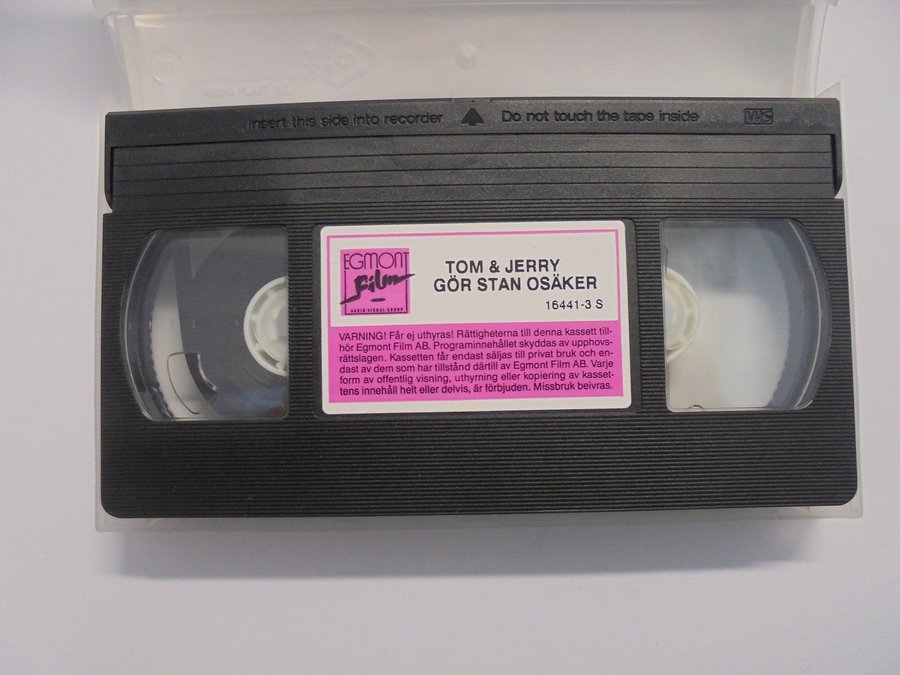 Insert this side into recorder Do not touch the tape inside VHS
EGMONT
Film
AUDIO VISUAL GROUP
TOM & JERRY
GÖR STAN OSÄKER
16441-3 S
VARNING! Får ej uthyras! Rättigheterna till denna kassett till-
hör Egmont Film AB. Programinnehållet skyddas av upphovs-
rättslagen. Kassetten får endast säljas till privat bruk och en-
dast av dem som har tillstånd därtill av Egmont Film AB. Varje
form av offentlig visning, uthyrning eller kopiering av kasset-
tens innehåll helt eller delvis, är förbjuden. Missbruk beivras.